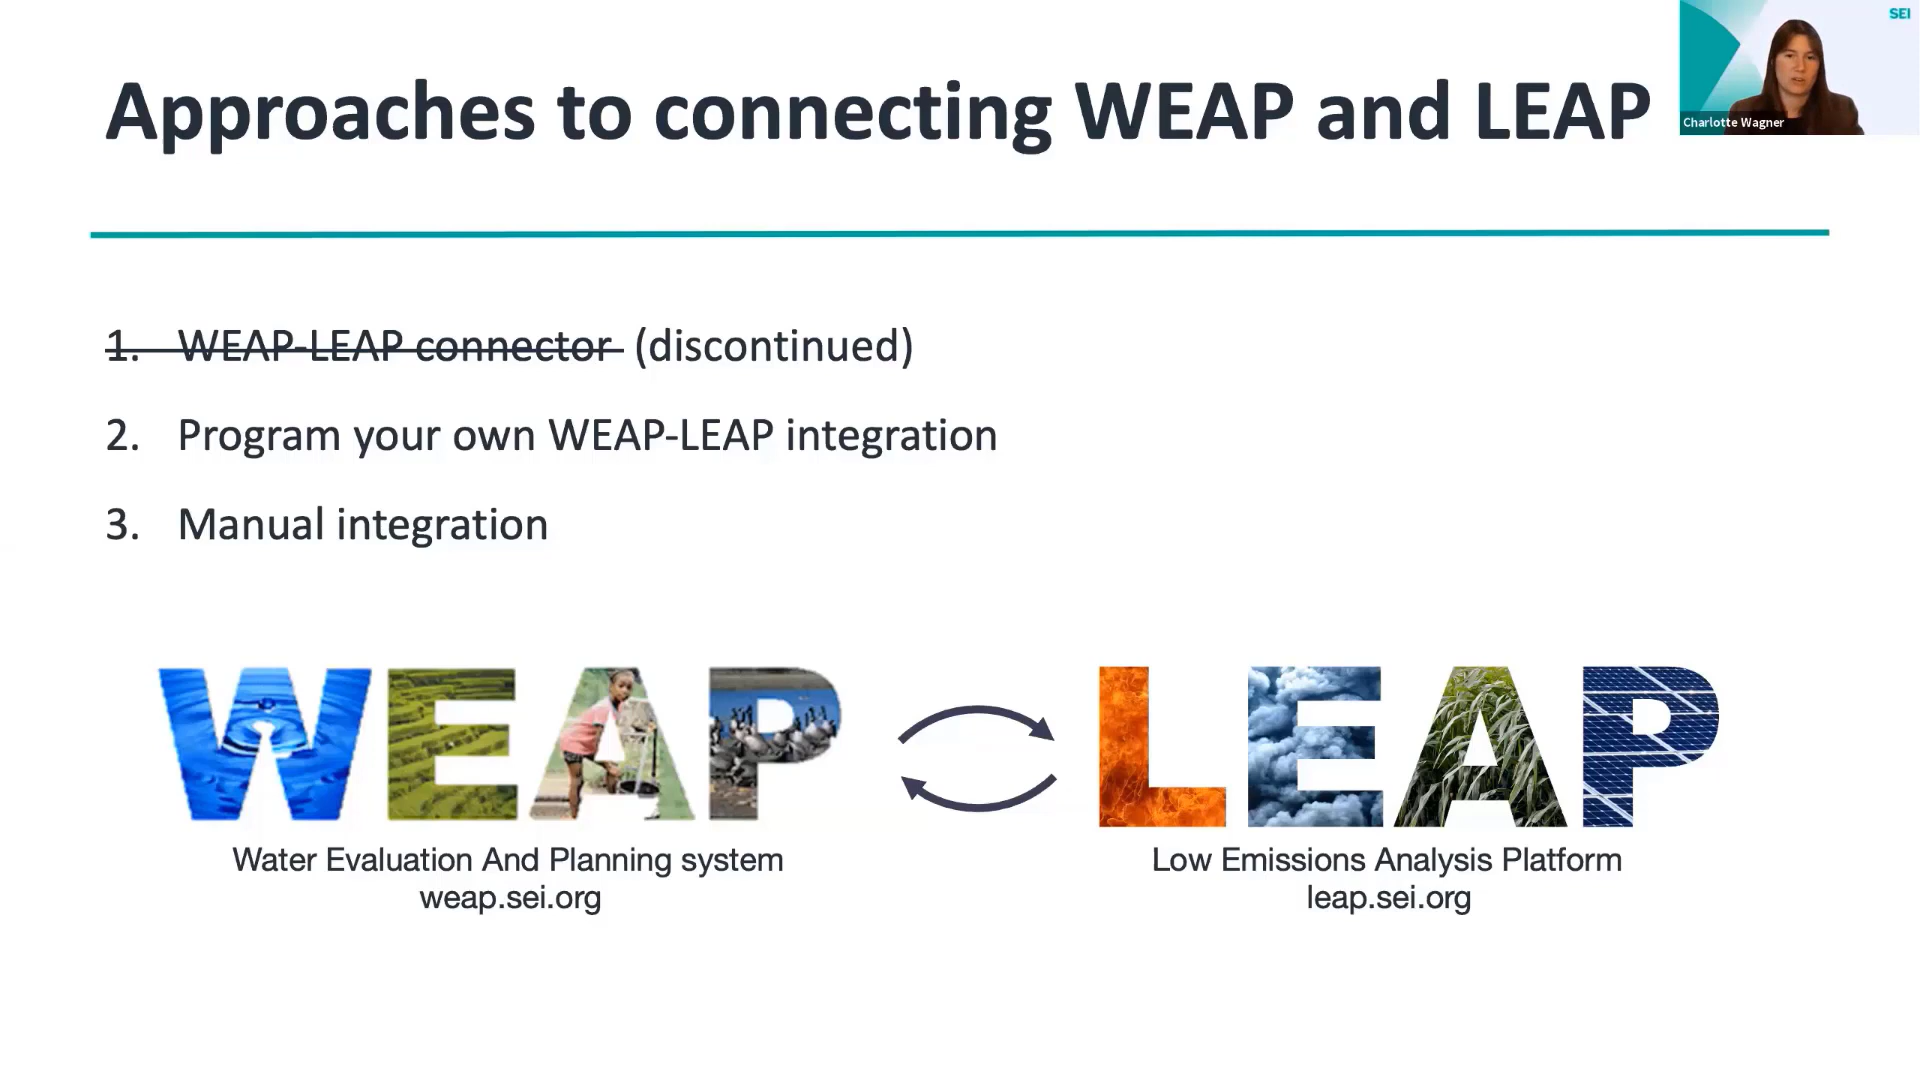 SEI
Approaches to connecting WEAP and LEAP
Charlotte Wagner
1. WEAP-LEAP connector (discontinued)
2. Program your own WEAP-LEAP integration
3. Manual integration
WEAP
LEAP
Water Evaluation And Planning system
weap.sei.org
Low Emissions Analysis Platform
leap.sei.org